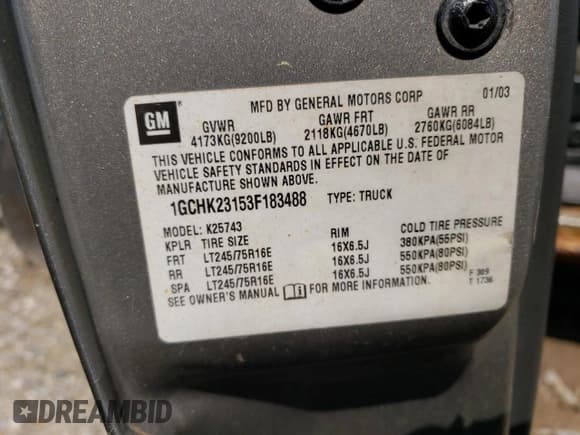 MFD BY GENERAL MOTORS CORP 01/03
GM
GVWR GAWR FRT GAWR RR
4173KG(9200LB) 2118KG(4670LB) 2760KG(6084LB)
THIS VEHICLE CONFORMS TO ALL APPLICABLE U.S. FEDERAL MOTOR
VEHICLE SAFETY STANDARDS IN EFFECT ON THE DATE OF
MANUFACTURE SHOWN ABOVE.
1GCHK23153F183488 TYPE: TRUCK
MODEL: K25743
KPLR TIRE SIZE RIM COLD TIRE PRESSURE
FRT LT245/75R16E 16X6.5J 380KPA(55PSI)
RR LT245/75R16E 16X6.5J 550KPA(80PSI)
SPA LT245/75R16E 16X6.5J 550KPA(80PSI)
SEE OWNER'S MANUAL FOR MORE INFORMATION.
F 309
T 1736
DREAMBID